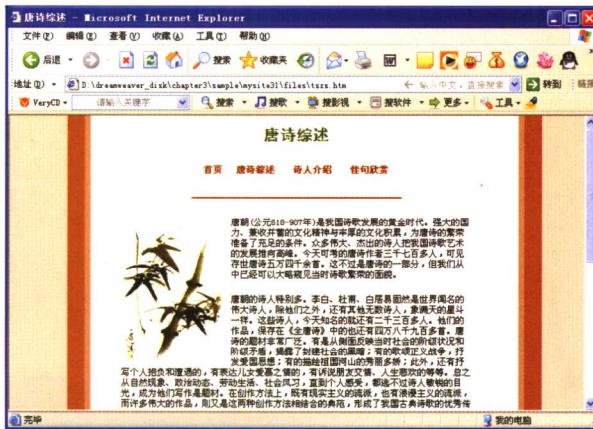 唐诗综述 - Microsoft Internet Explorer
文件(F) 编辑(E) 查看(V) 收藏(A) 工具(T) 帮助(H)
后退 搜索 收藏夹
地址(D) D:\dreamweaver_disk\chapter3\sample\mysite31\files\tszs.htm 输入中文，直接搜索 转到 链接
VeryCD 请输入关键字 搜索 搜歌 搜影视 搜软件 更多 工具
唐诗综述
首页 唐诗综述 诗人介绍 佳句欣赏
唐朝(公元618-907年)是我国诗歌发展的黄金时代。强大的国
力、兼收并蓄的文化精神与丰厚的文化积累，为唐诗的繁荣
准备了充足的条件。众多伟大、杰出的诗人把我国诗歌艺术
的发展推向高峰。今天可考的唐诗作者三千七百多人，可见
存世唐诗五万四千余首。这不过是唐诗的一部分，但我们从
中已经可以大略窥见当时诗歌繁荣的面貌。
唐朝的诗人特别多。李白、杜甫、白居易固然是世界闻名的
伟大诗人，除他们之外，还有其他无数诗人，象满天的星斗
一样。这些诗人，今天知名的就还有二千三百多人。他们的
作品，保存在《全唐诗》中的也还有四万八千九百多首。唐
诗的题材非常广泛。有是从侧面反映当时社会的阶级状况和
阶级矛盾，揭露了封建社会的黑暗；有的歌颂正义战争，抒
发爱国思想；有的描绘祖国河山的秀丽多娇；此外，还有抒
写个人抱负和遭遇的，有表达儿女爱慕之情的，有诉说朋友交情、人生悲欢的等等。总之
从自然现象、政治动态、劳动生活、社会风习，直到个人感受，都逃不过诗人敏锐的目
光，成为他们写作是题材。在创作方法上，既有现实主义的流派，也有浪漫主义的流派，
而许多伟大的作品，则又是这两种创作方法相结合的典范，形成了我国古典诗歌的优秀传
完毕 我的电脑